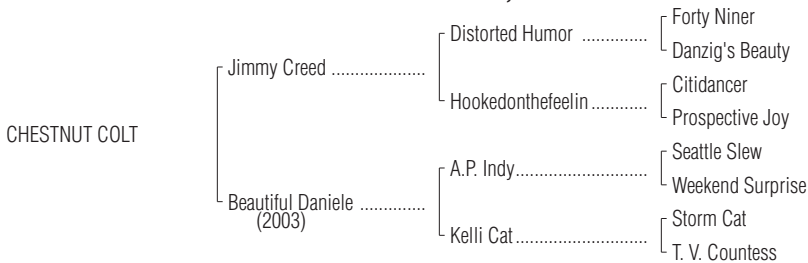 Forty Niner
Distorted Humor ..............
Danzig's Beauty
Jimmy Creed ....................
Citidancer
Hookedonthefeelin............
Prospective Joy
CHESTNUT COLT
Seattle Slew
A.P. Indy............................
Weekend Surprise
Beautiful Daniele ..............
(2003)
Storm Cat
Kelli Cat............................
T. V. Countess